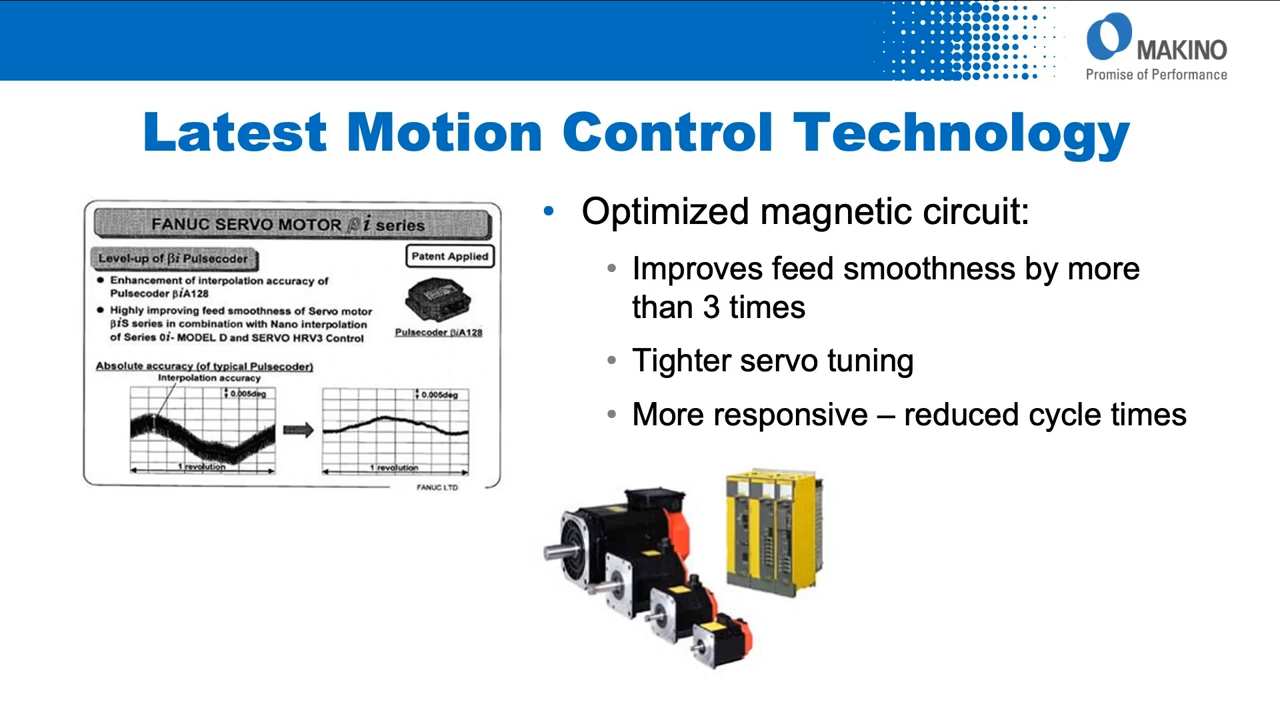 MAKINO
Promise of Performance
Latest Motion Control Technology
FANUC SERVO MOTOR βi series
Level-up of βi Pulsecoder
Patent Applied
• Enhancement of interpolation accuracy of
Pulsecoder βiA128
• Highly improving feed smoothness of Servo motor
βiS series in combination with Nano interpolation
of Series 0i- MODEL D and SERVO HRV3 Control
Pulsecoder βiA128
Absolute accuracy (of typical Pulsecoder)
Interpolation accuracy
0.005deg
0.005deg
1 revolution
1 revolution
FANUC LTD
• Optimized magnetic circuit:
• Improves feed smoothness by more
than 3 times
• Tighter servo tuning
• More responsive – reduced cycle times